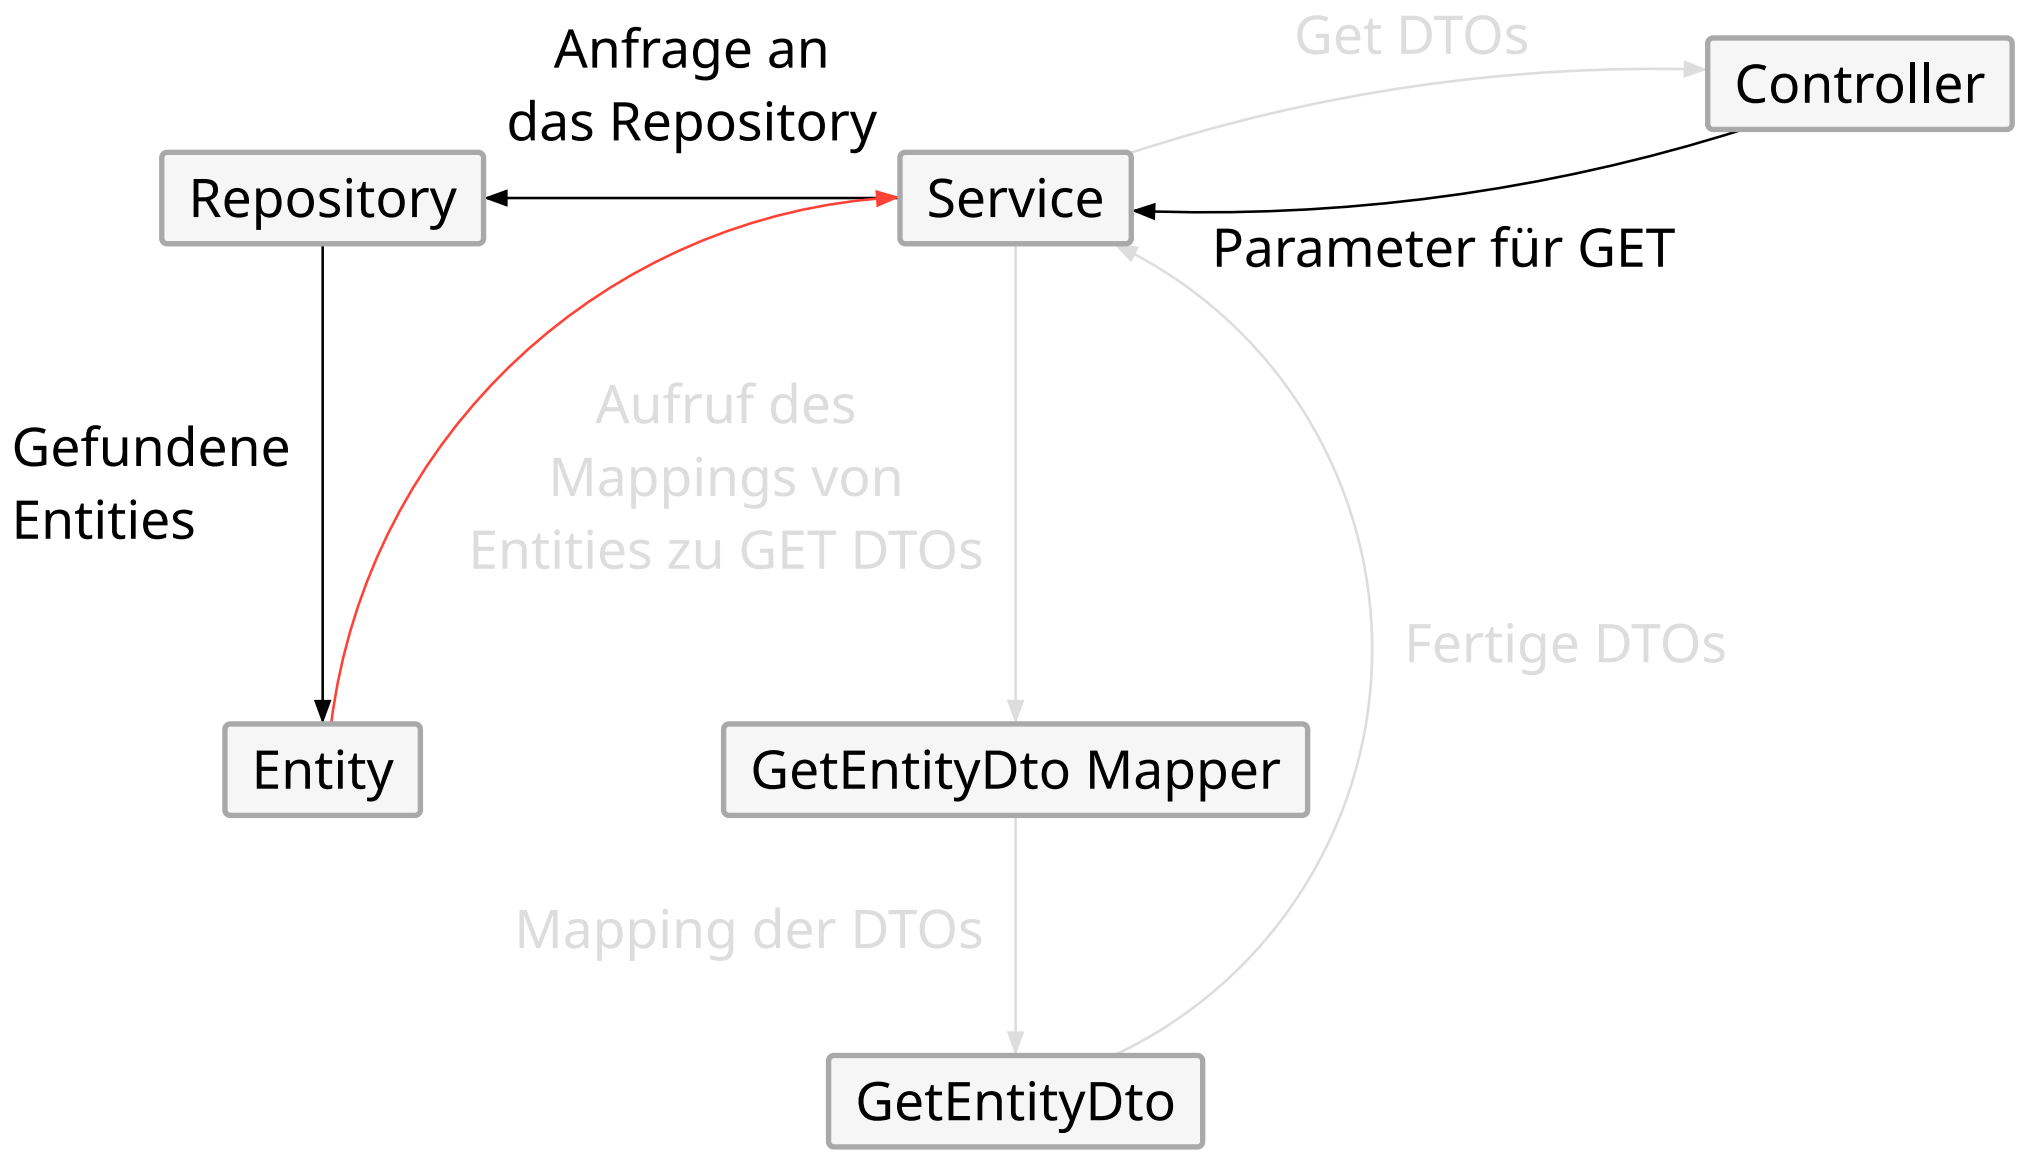 Get DTOs
Anfrage an
das Repository
Controller
Repository
Service
Parameter für GET
Gefundene
Entities
Aufruf des
Mappings von
Entities zu GET DTOs
Fertige DTOs
Entity
GetEntityDto Mapper
Mapping der DTOs
GetEntityDto